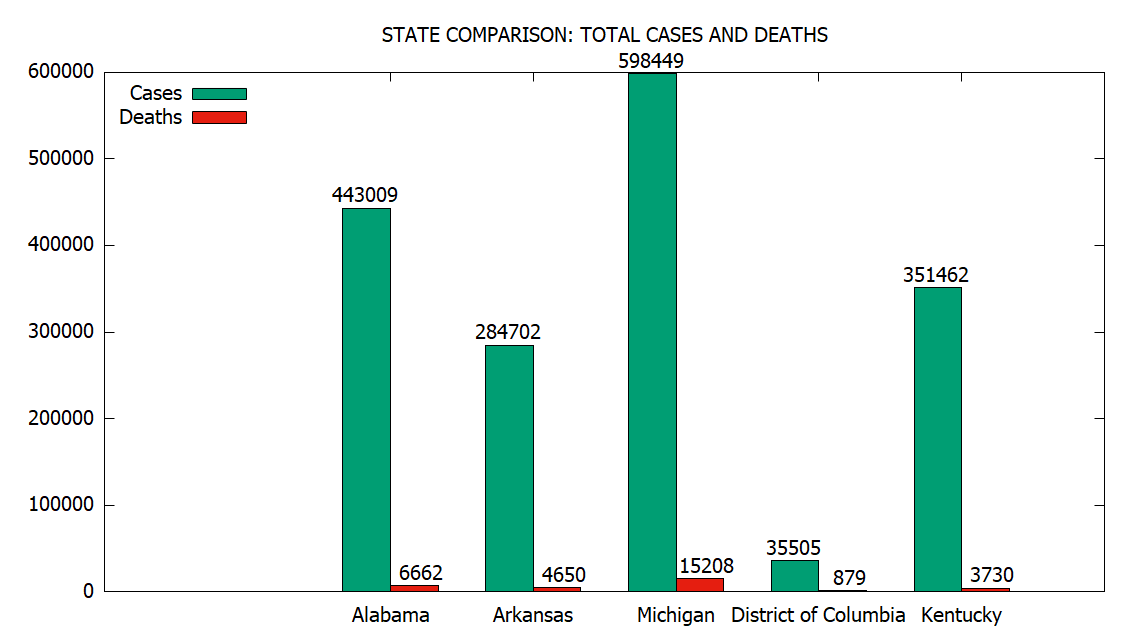 STATE COMPARISON: TOTAL CASES AND DEATHS
600000
500000
400000
300000
200000
100000
0
Cases
Deaths
443009
6662
284702
4650
598449
15208
35505
879
351462
3730
Alabama
Arkansas
Michigan
District of Columbia
Kentucky